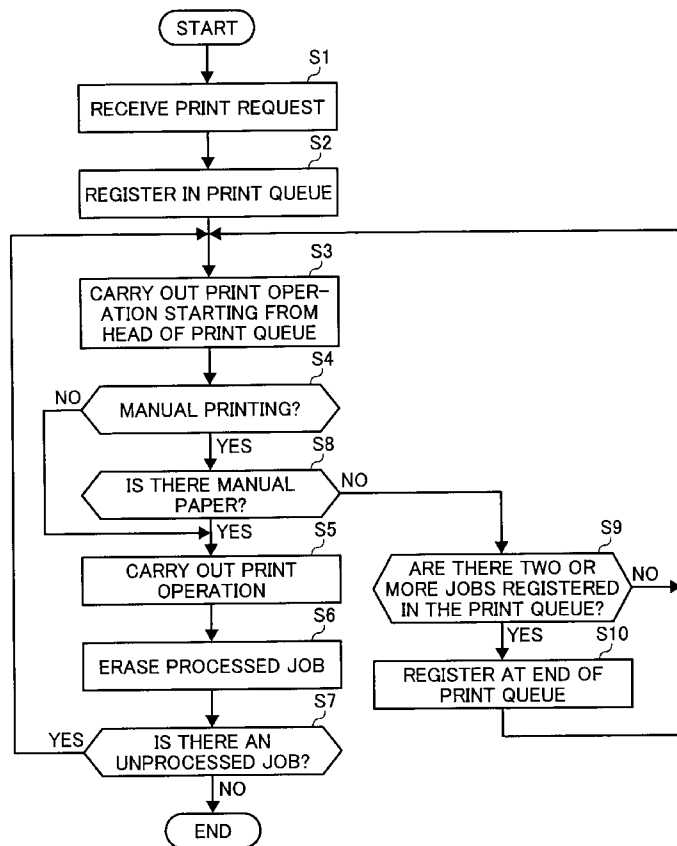 START
S1
RECEIVE PRINT REQUEST
S2
REGISTER IN PRINT QUEUE
S3
CARRY OUT PRINT OPER-
ATION STARTING FROM
HEAD OF PRINT QUEUE
S4
NO
MANUAL PRINTING?
YES
S8
IS THERE MANUAL
PAPER?
NO
YES
S5
CARRY OUT PRINT
OPERATION
S6
ERASE PROCESSED JOB
S7
YES
IS THERE AN
UNPROCESSED JOB?
NO
END
S9
ARE THERE TWO OR
MORE JOBS REGISTERED
IN THE PRINT QUEUE?
NO
YES
S10
REGISTER AT END OF
PRINT QUEUE